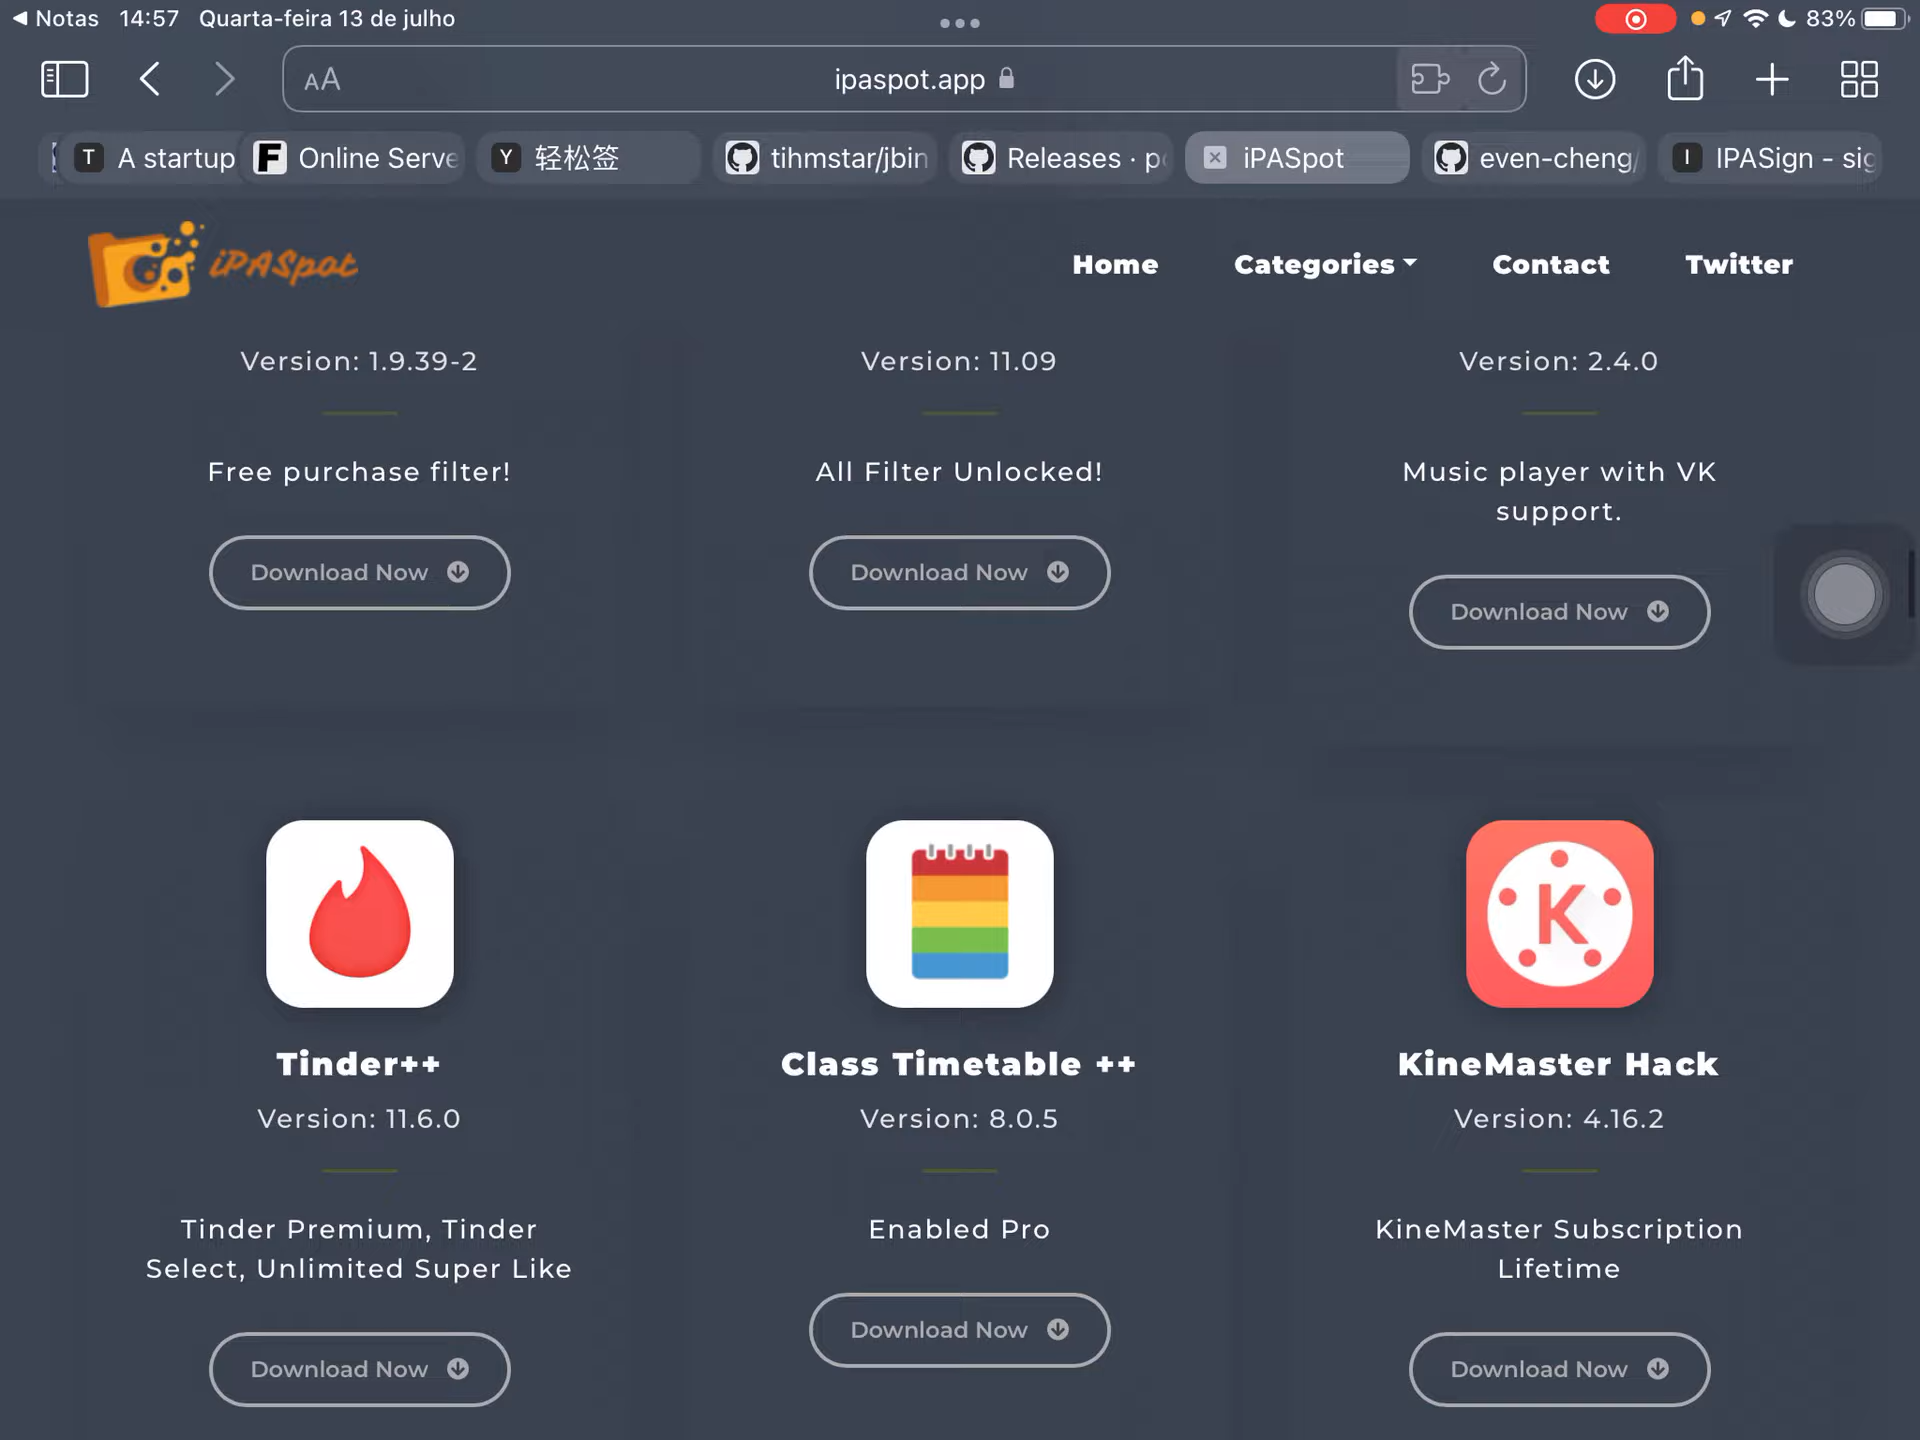 ◀ Notas 14:57 Quarta-feira 13 de julho 83%
AA ipaspot.app
T A startup F Online Serve Y 轻松签 tihmstar/jbin Releases · po iPASpot even-cheng/ I IPASign - sig
iPASpot Home Categories Contact Twitter
Version: 1.9.39-2 Version: 11.09 Version: 2.4.0
Free purchase filter! All Filter Unlocked! Music player with VK
support.
Download Now Download Now Download Now
K
Tinder++ Class Timetable ++ KineMaster Hack
Version: 11.6.0 Version: 8.0.5 Version: 4.16.2
Tinder Premium, Tinder Enabled Pro KineMaster Subscription
Select, Unlimited Super Like Lifetime
Download Now Download Now Download Now